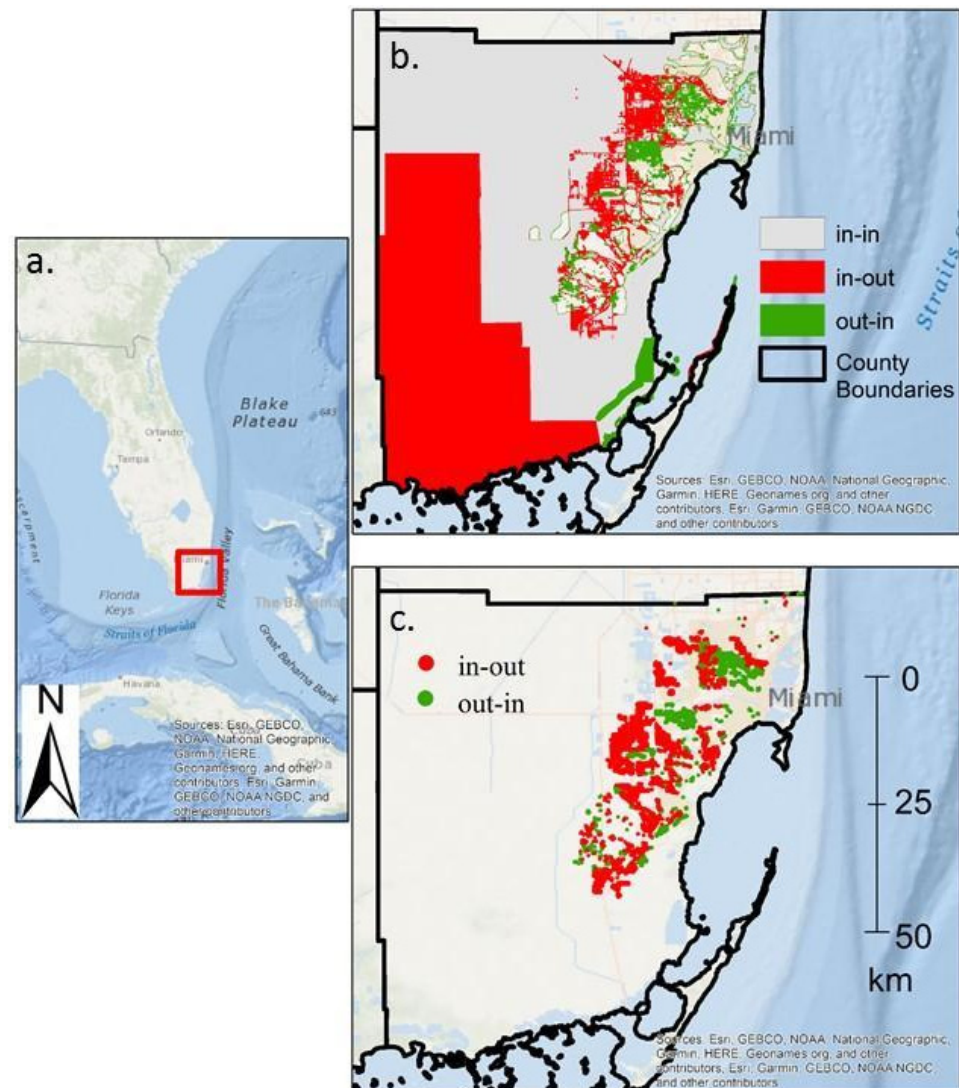 a.
Blake
Plateau
643
Orlando
Tampa
Escarpment
Miami
Florida Valley
Florida
Keys
The Bahamas
Straits of Florida
Great Bahama Bank
N
Havana
Cuba
Sources: Esri, GEBCO,
NOAA, National Geographic,
Garmin, HERE,
Geonames.org, and other
contributors, Esri, Garmin,
GEBCO, NOAA NGDC, and
other contributors
b.
Miami
in-in
in-out
out-in
County
Boundaries
Straits of
Sources: Esri, GEBCO, NOAA, National Geographic,
Garmin, HERE, Geonames.org, and other
contributors, Esri, Garmin, GEBCO, NOAA NGDC,
and other contributors
c.
in-out
out-in
Miami
0
25
50
km
Sources: Esri, GEBCO, NOAA, National Geographic,
Garmin, HERE, Geonames.org, and other
contributors, Esri, Garmin, GEBCO, NOAA NGDC,
and other contributors